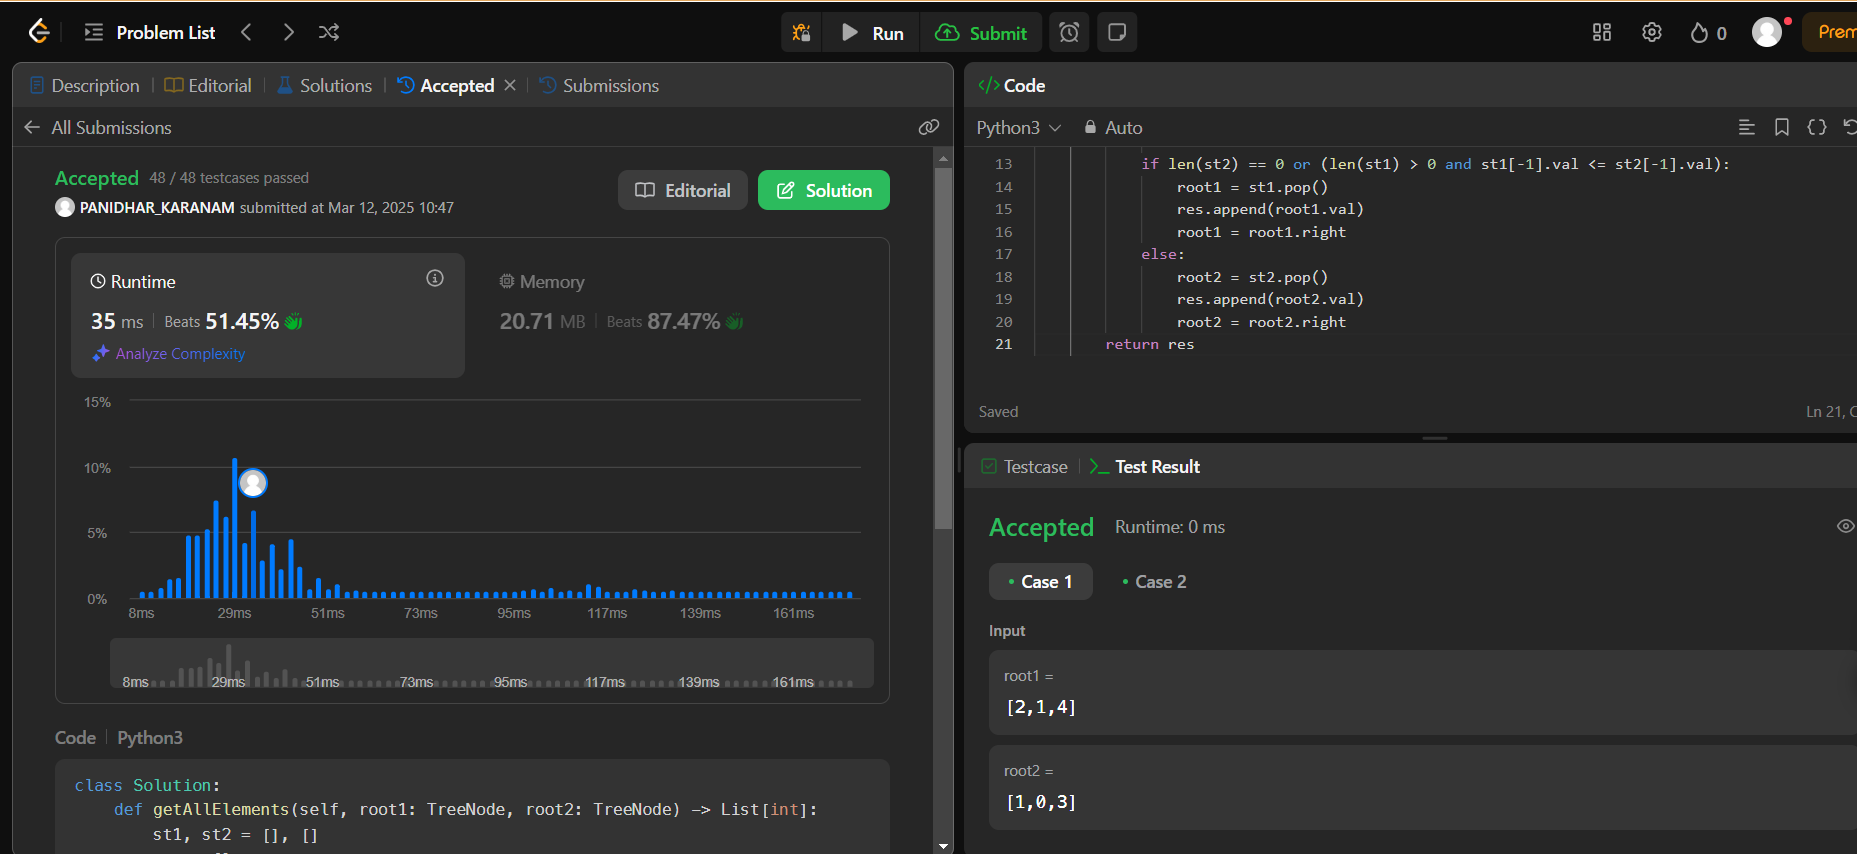 Problem List
Run
Submit
0
Prem
Description
Editorial
Solutions
Accepted
Submissions
All Submissions
Accepted 48 / 48 testcases passed
PANIDHAR_KARANAM submitted at Mar 12, 2025 10:47
Editorial
Solution
Runtime
35 ms Beats 51.45%
Analyze Complexity
Memory
20.71 MB Beats 87.47%
15%
10%
5%
0%
8ms 29ms 51ms 73ms 95ms 117ms 139ms 161ms
8ms 29ms 51ms 73ms 95ms 117ms 139ms 161ms
Code Python3
class Solution:
    def getAllElements(self, root1: TreeNode, root2: TreeNode) -> List[int]:
        st1, st2 = [], []
</> Code
Python3 Auto
13 if len(st2) == 0 or (len(st1) > 0 and st1[-1].val <= st2[-1].val):
14 root1 = st1.pop()
15 res.append(root1.val)
16 root1 = root1.right
17 else:
18 root2 = st2.pop()
19 res.append(root2.val)
20 root2 = root2.right
21 return res
Saved
Ln 21, C
Testcase
Test Result
Accepted Runtime: 0 ms
Case 1
Case 2
Input
root1 =
[2,1,4]
root2 =
[1,0,3]